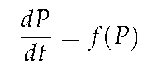 dP/dt = f(P)